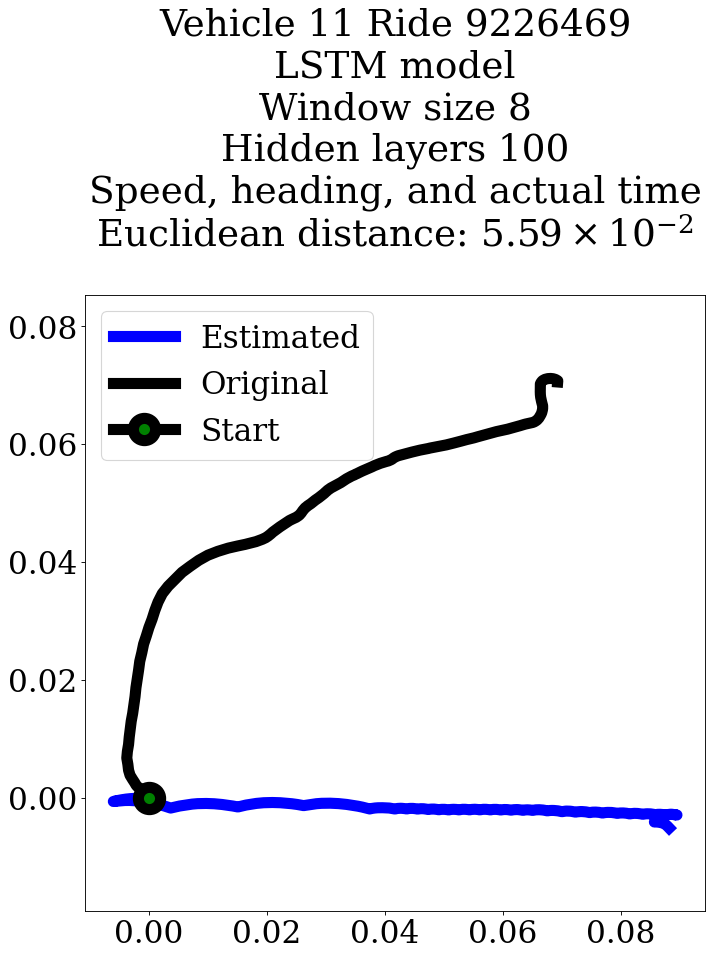 Vehicle 11 Ride 9226469
LSTM model
Window size 8
Hidden layers 100
Speed, heading, and actual time
Euclidean distance: 5.59 × 10⁻²
Estimated
Original
Start
0.08
0.06
0.04
0.02
0.00
0.00 0.02 0.04 0.06 0.08